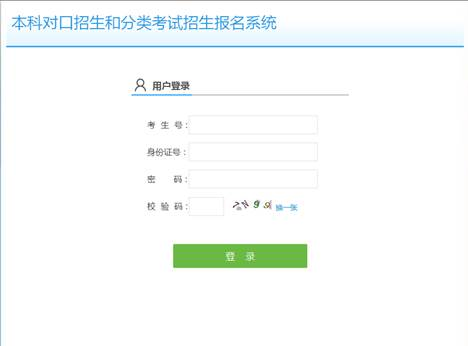 本科对口招生和分类考试招生报名系统
用户登录
考 生 号：
身份证号：
密 码：
校 验 码： 换一张
登 录